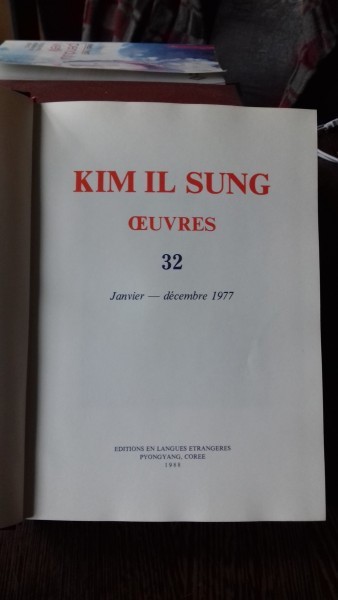 KIM IL SUNG
ŒUVRES
32
Janvier — décembre 1977
EDITIONS EN LANGUES ETRANGERES
PYONGYANG, COREE